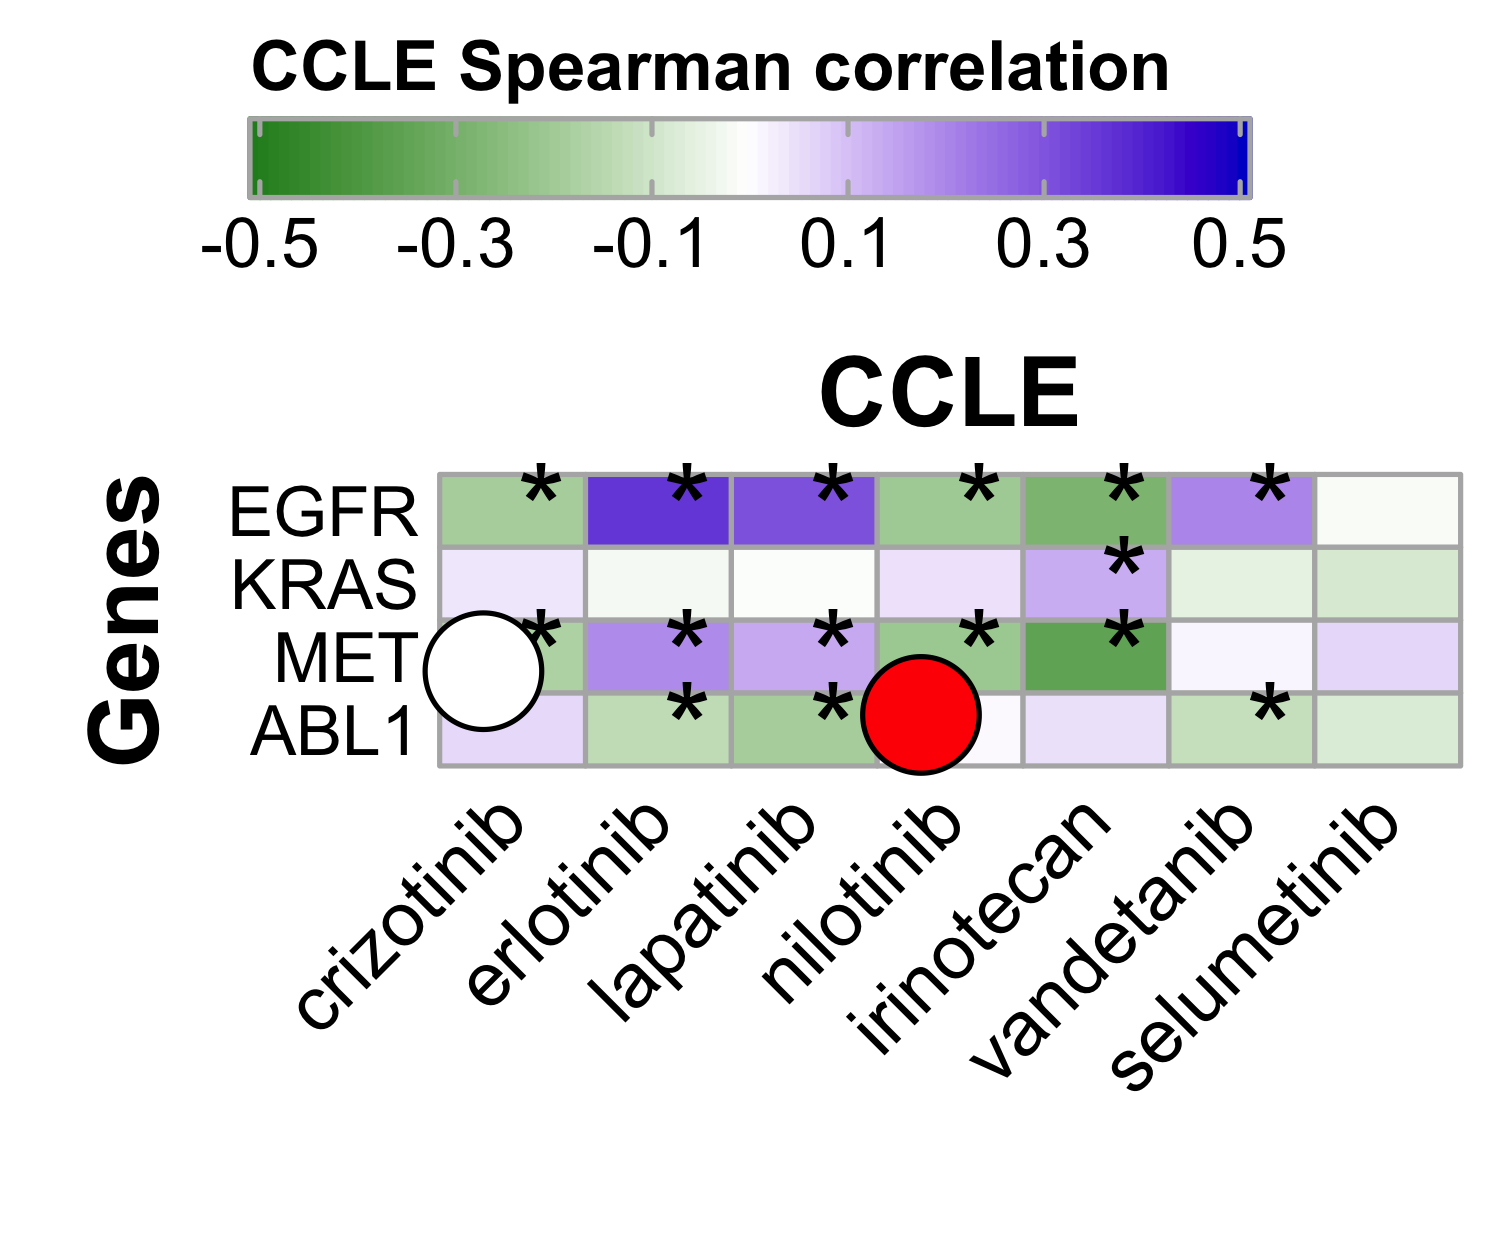 CCLE Spearman correlation
-0.5 -0.3 -0.1 0.1 0.3 0.5
CCLE
Genes
EGFR * * * * * *
KRAS *
MET * * * * *
ABL1 * * *
crizotinib erlotinib lapatinib nilotinib irinotecan vandetanib selumetinib